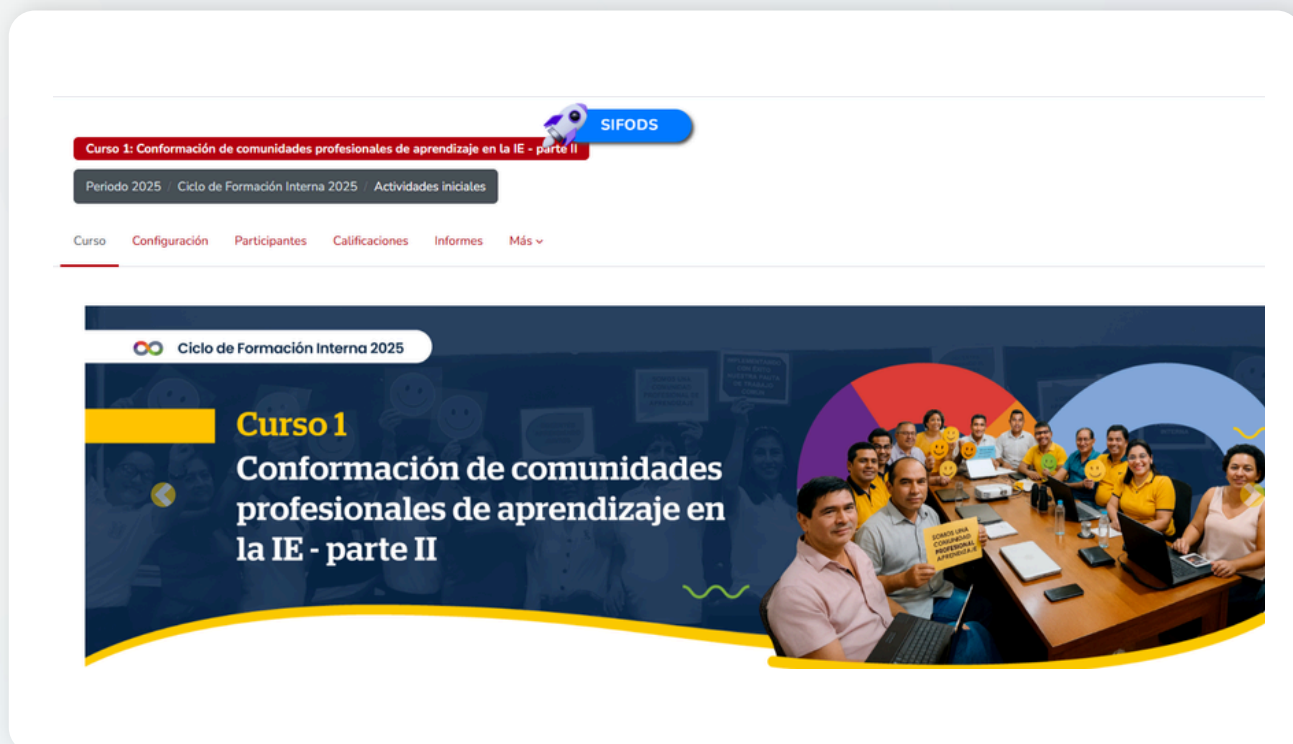 SIFODS
Curso 1: Conformación de comunidades profesionales de aprendizaje en la IE - parte II
Periodo 2025 / Ciclo de Formación Interna 2025 / Actividades iniciales
Curso Configuración Participantes Calificaciones Informes Más
Ciclo de Formación Interna 2025
Curso 1
Conformación de comunidades
profesionales de aprendizaje en
la IE - parte II
SOMOS UNA
COMUNIDAD
PROFESIONAL
APRENDIZAJE